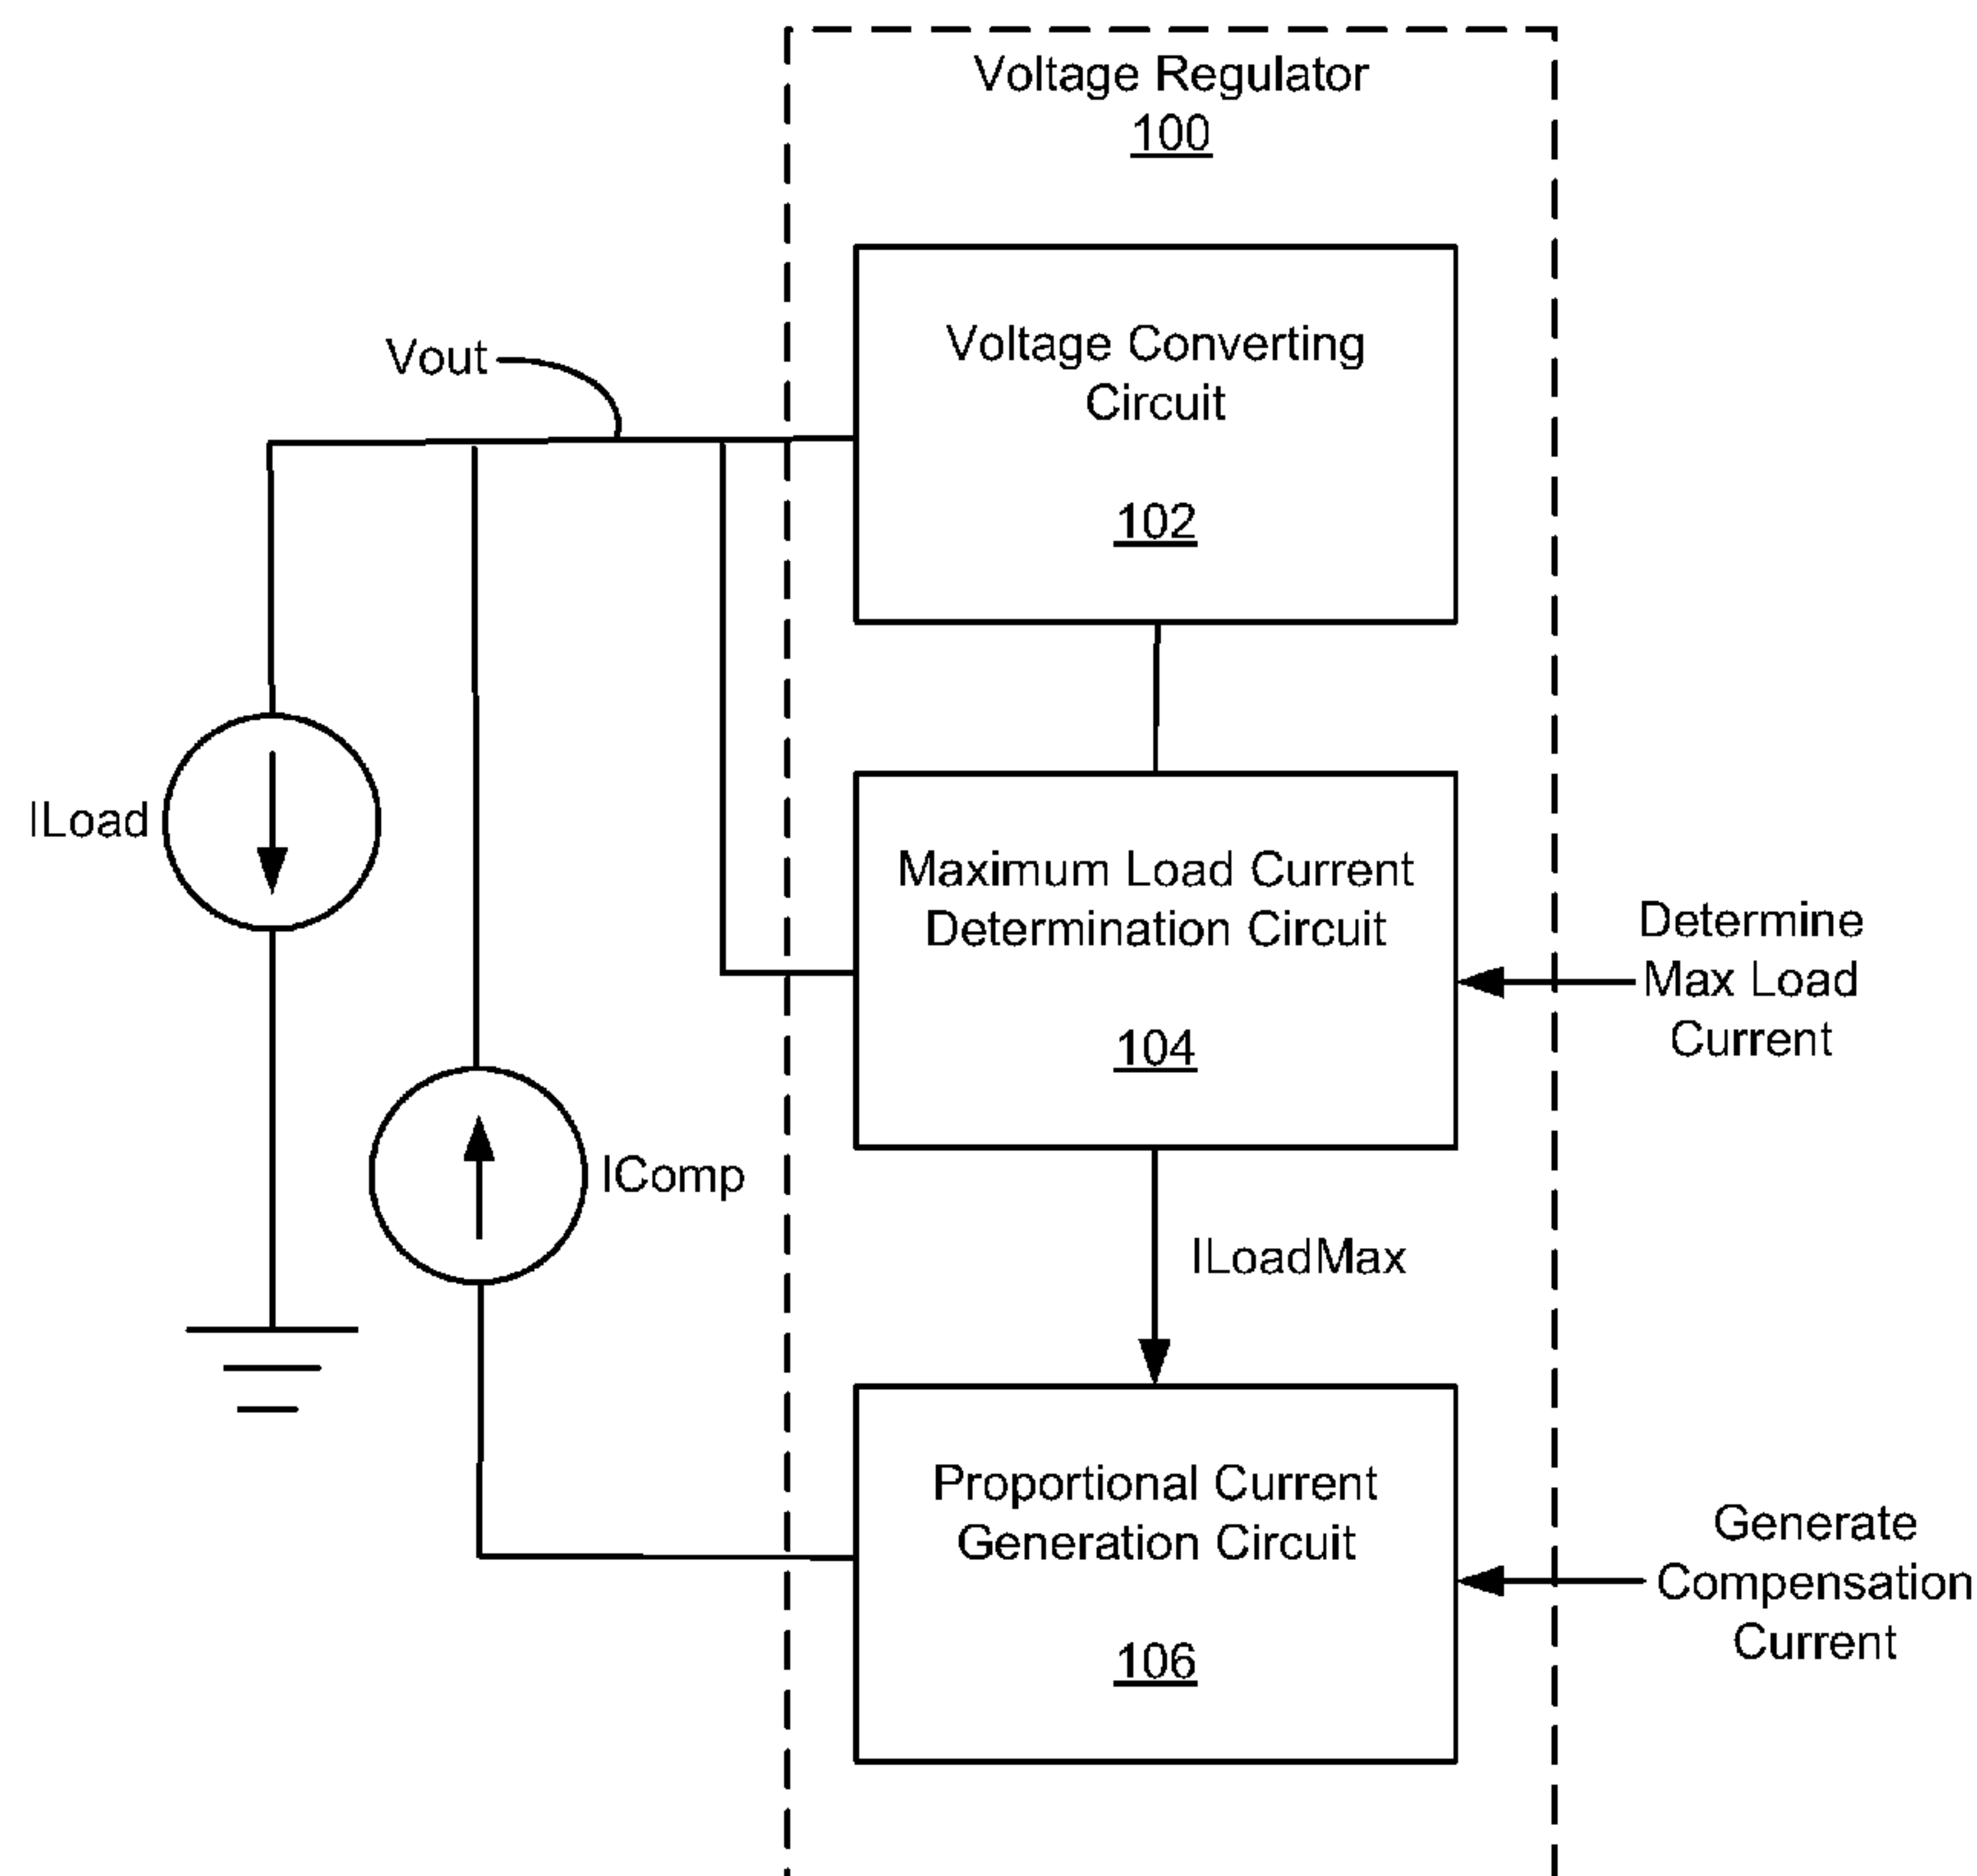 Voltage Regulator
100
Voltage Converting
Circuit
102
Vout
ILoad
Maximum Load Current
Determination Circuit
104
Determine
Max Load
Current
IComp
ILoadMax
Proportional Current
Generation Circuit
106
Generate
Compensation
Current